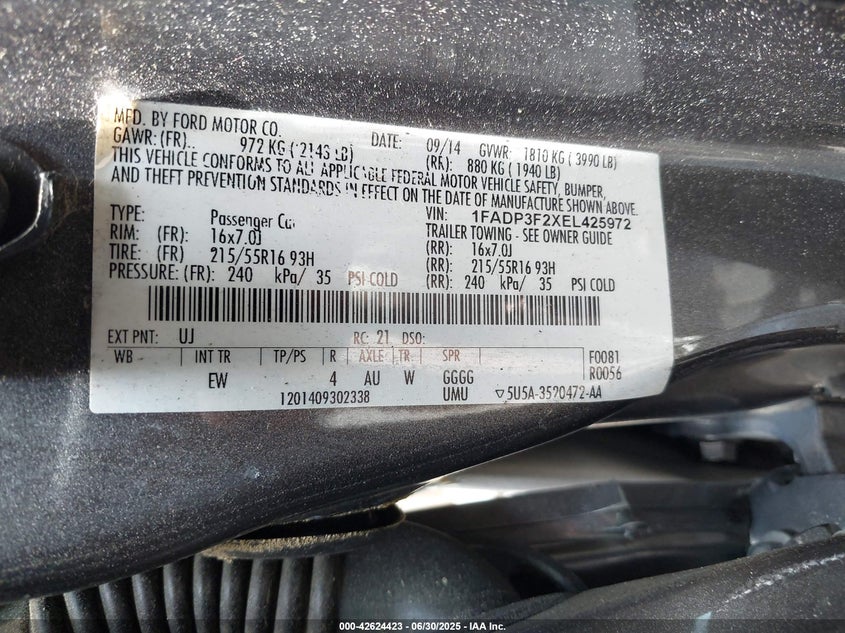 MFD. BY FORD MOTOR CO. DATE: 09/14 GVWR: 1810 KG ( 3990 LB)
GAWR: (FR). 972 KG ( 2143 LB) (RR): 880 KG ( 1940 LB)
THIS VEHICLE CONFORMS TO ALL APPLICABLE FEDERAL MOTOR VEHICLE SAFETY, BUMPER,
AND THEFT PREVENTION STANDARDS IN EFFECT ON THE DATE OF MANUFACTURE SHOWN ABOVE.
VIN: 1FADP3F2XEL425972
TYPE: Passenger Car TRAILER TOWING - SEE OWNER GUIDE
RIM: (FR): 16x7.0J (RR): 16x7.0J
TIRE: (FR): 215/55R16 93H (RR): 215/55R16 93H
PRESSURE: (FR): 240 kPa/ 35 PSI COLD (RR): 240 kPa/ 35 PSI COLD
EXT PNT: UJ RC: 21 DSO:
WB INT TR TP/PS R AXLE TR SPR F0081
EW 4 AU W GGGG R0056
1201409302338 UMU ▽5U5A-3520472-AA
000-42624423 — 06/30/2025 — IAA Inc.